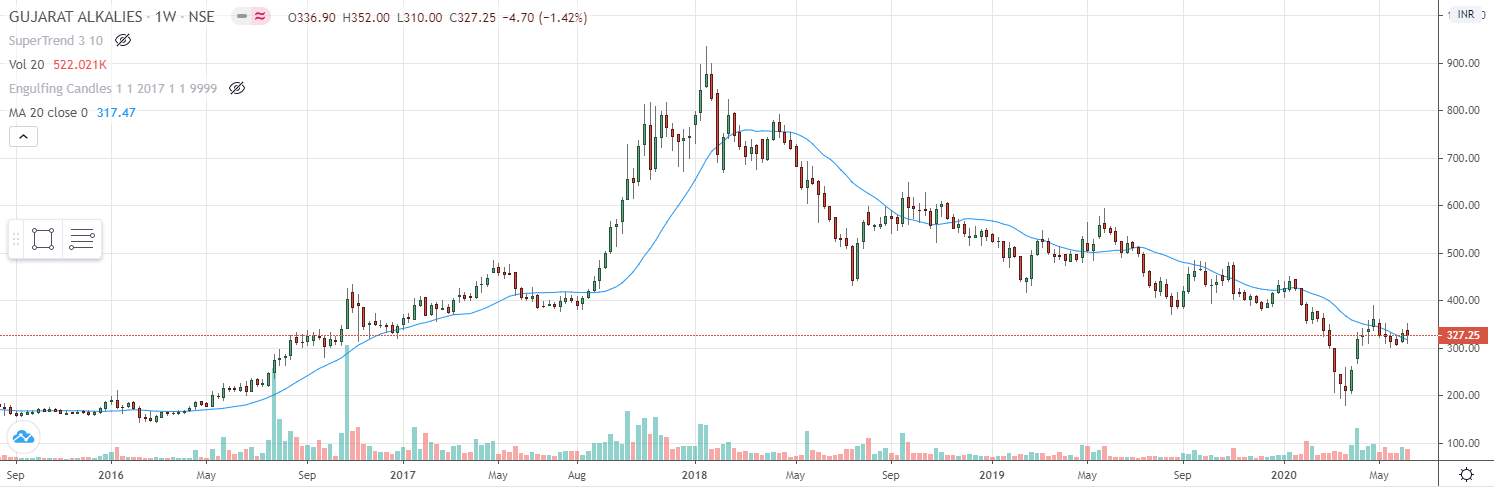 GUJARAT ALKALIES · 1W · NSE O336.90 H352.00 L310.00 C327.25 −4.70 (−1.42%)
SuperTrend 3 10
Vol 20 522.021K
Engulfing Candles 1 1 2017 1 1 9999
MA 20 close 0 317.47
INR
900.00
800.00
700.00
600.00
500.00
400.00
327.25
300.00
200.00
100.00
Sep 2016 May Sep 2017 May Aug 2018 May Sep 2019 May Sep 2020 May